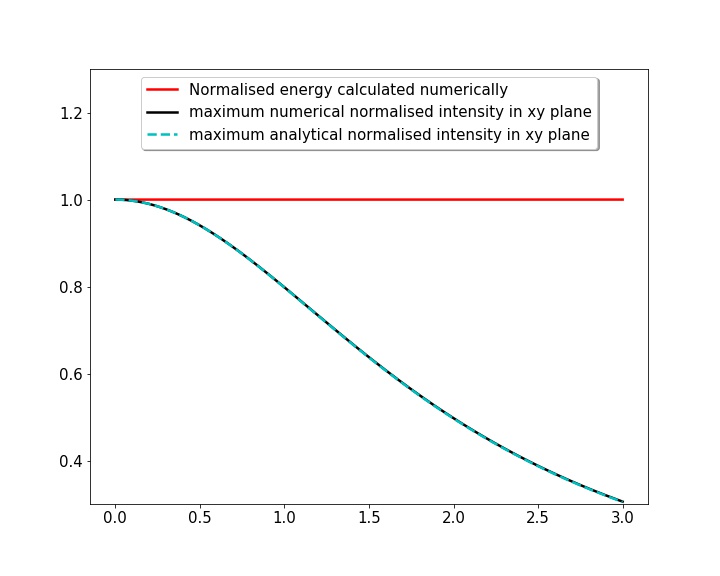 Normalised energy calculated numerically
maximum numerical normalised intensity in xy plane
maximum analytical normalised intensity in xy plane
1.2
1.0
0.8
0.6
0.4
0.0 0.5 1.0 1.5 2.0 2.5 3.0